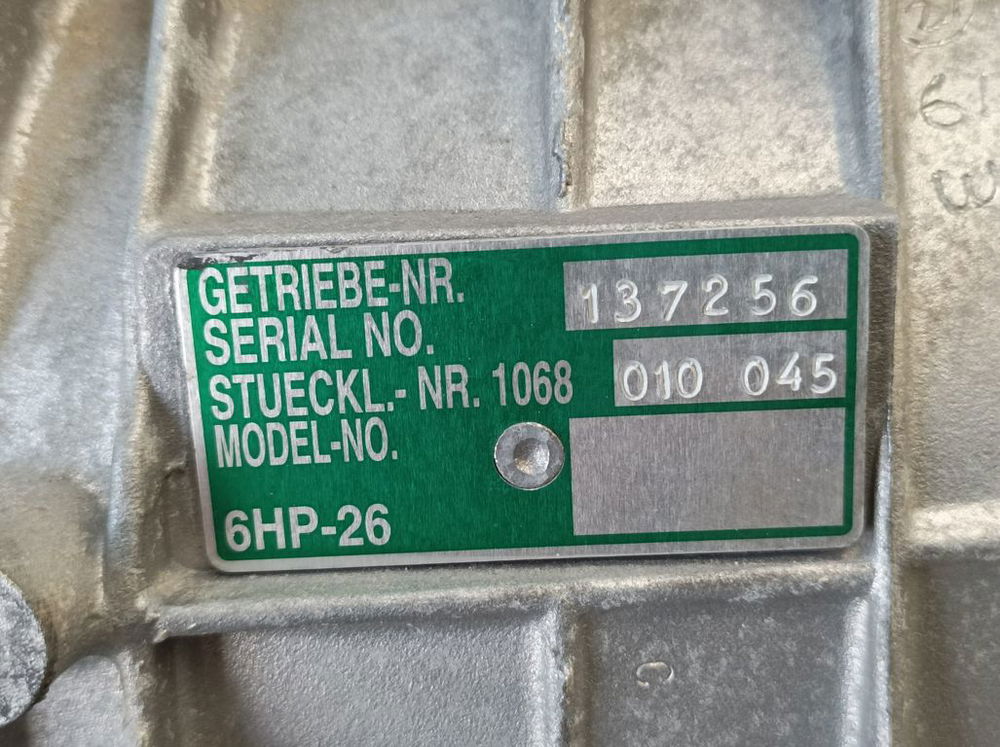 GETRIEBE-NR. 137256
SERIAL NO.
STUECKL.- NR. 1068 010 045
MODEL-NO.
6HP-26
C